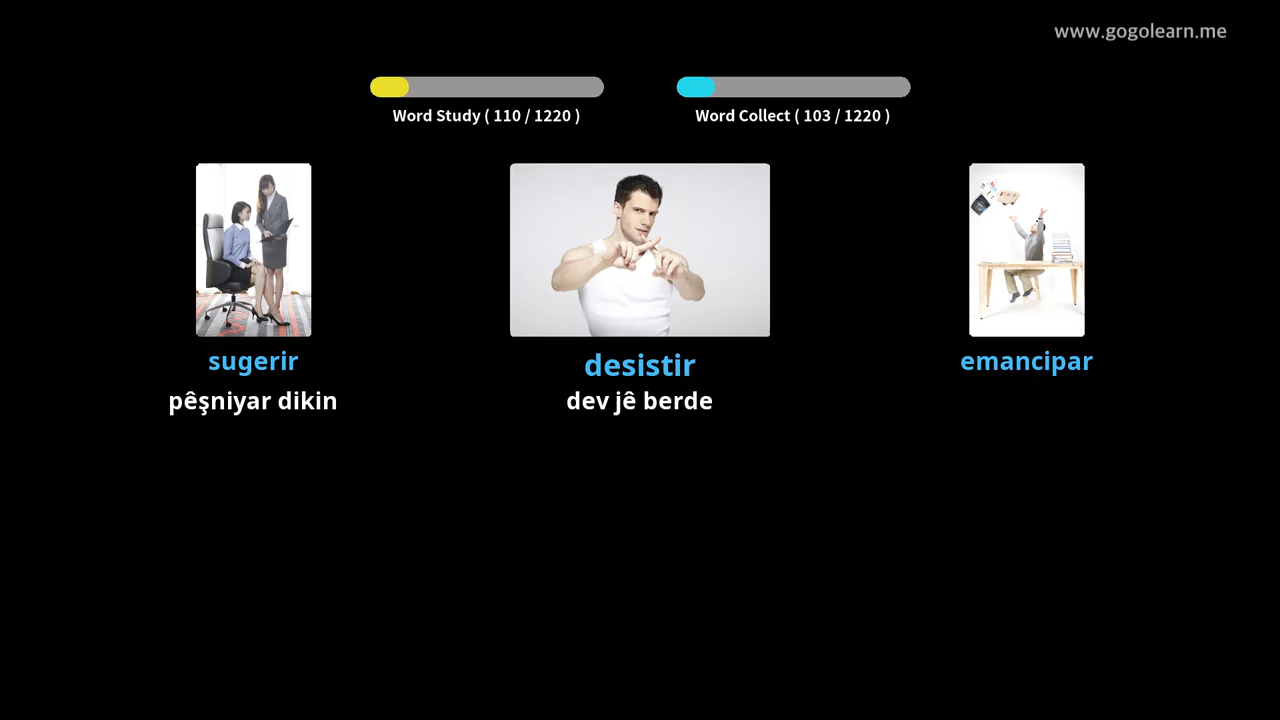 www.gogolearn.me
Word Study ( 110 / 1220 )
Word Collect ( 103 / 1220 )
sugerir
desistir
emancipar
pêşniyar dikin
dev jê berde